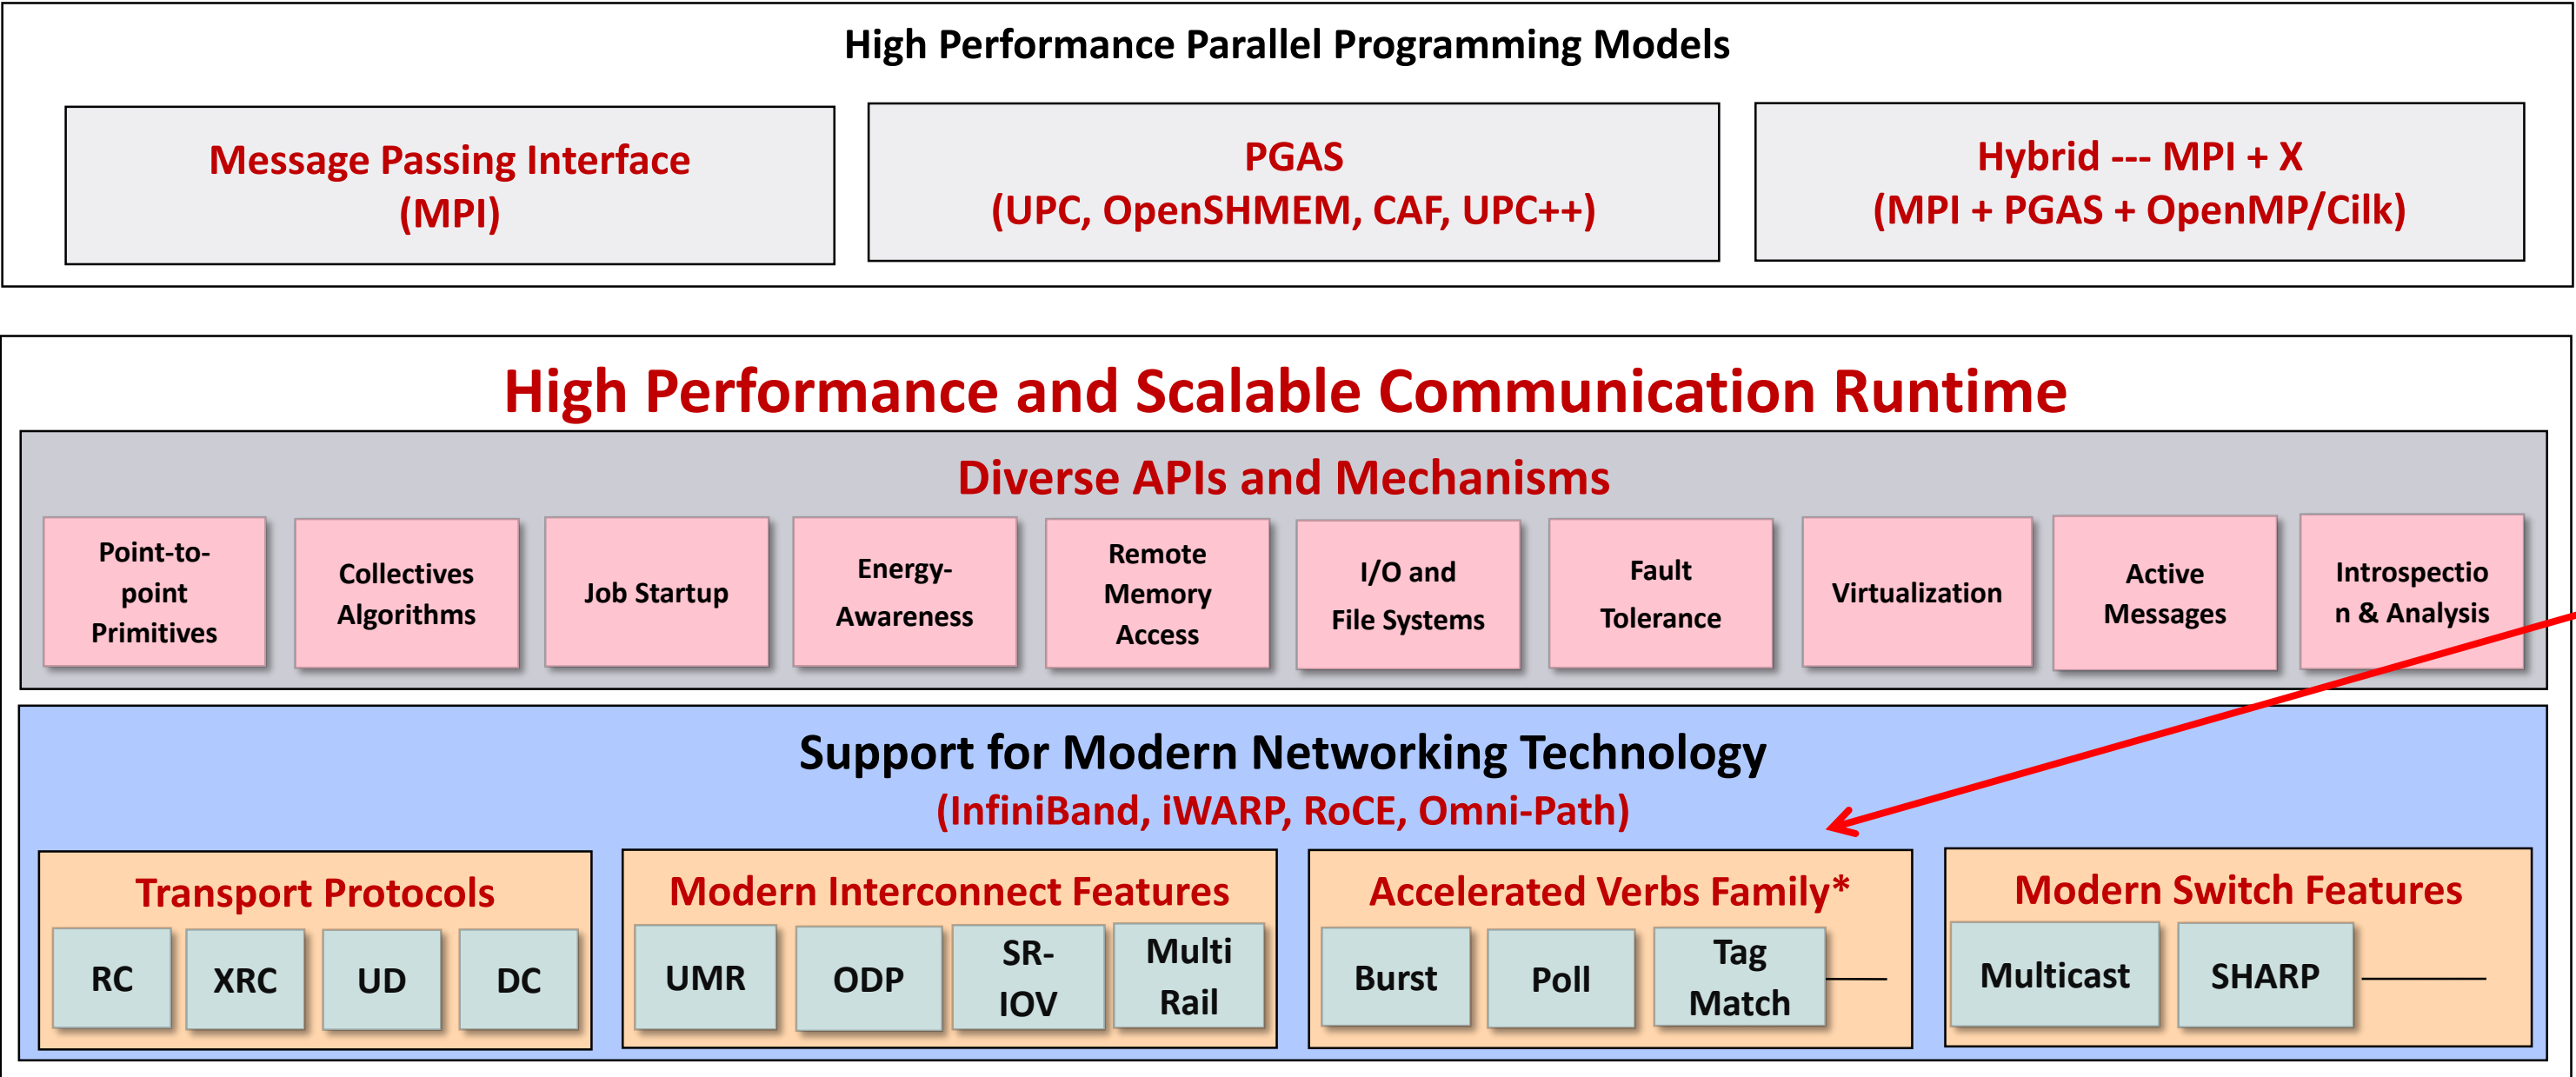 High Performance Parallel Programming Models
Message Passing Interface
(MPI)
PGAS
(UPC, OpenSHMEM, CAF, UPC++)
Hybrid --- MPI + X
(MPI + PGAS + OpenMP/Cilk)
High Performance and Scalable Communication Runtime
Diverse APIs and Mechanisms
Point-to-
point
Primitives
Collectives
Algorithms
Job Startup
Energy-
Awareness
Remote
Memory
Access
I/O and
File Systems
Fault
Tolerance
Virtualization
Active
Messages
Introspectio
n & Analysis
Support for Modern Networking Technology
(InfiniBand, iWARP, RoCE, Omni-Path)
Transport Protocols
RC
XRC
UD
DC
Modern Interconnect Features
UMR
ODP
SR-
IOV
Multi
Rail
Accelerated Verbs Family*
Burst
Poll
Tag
Match
Modern Switch Features
Multicast
SHARP